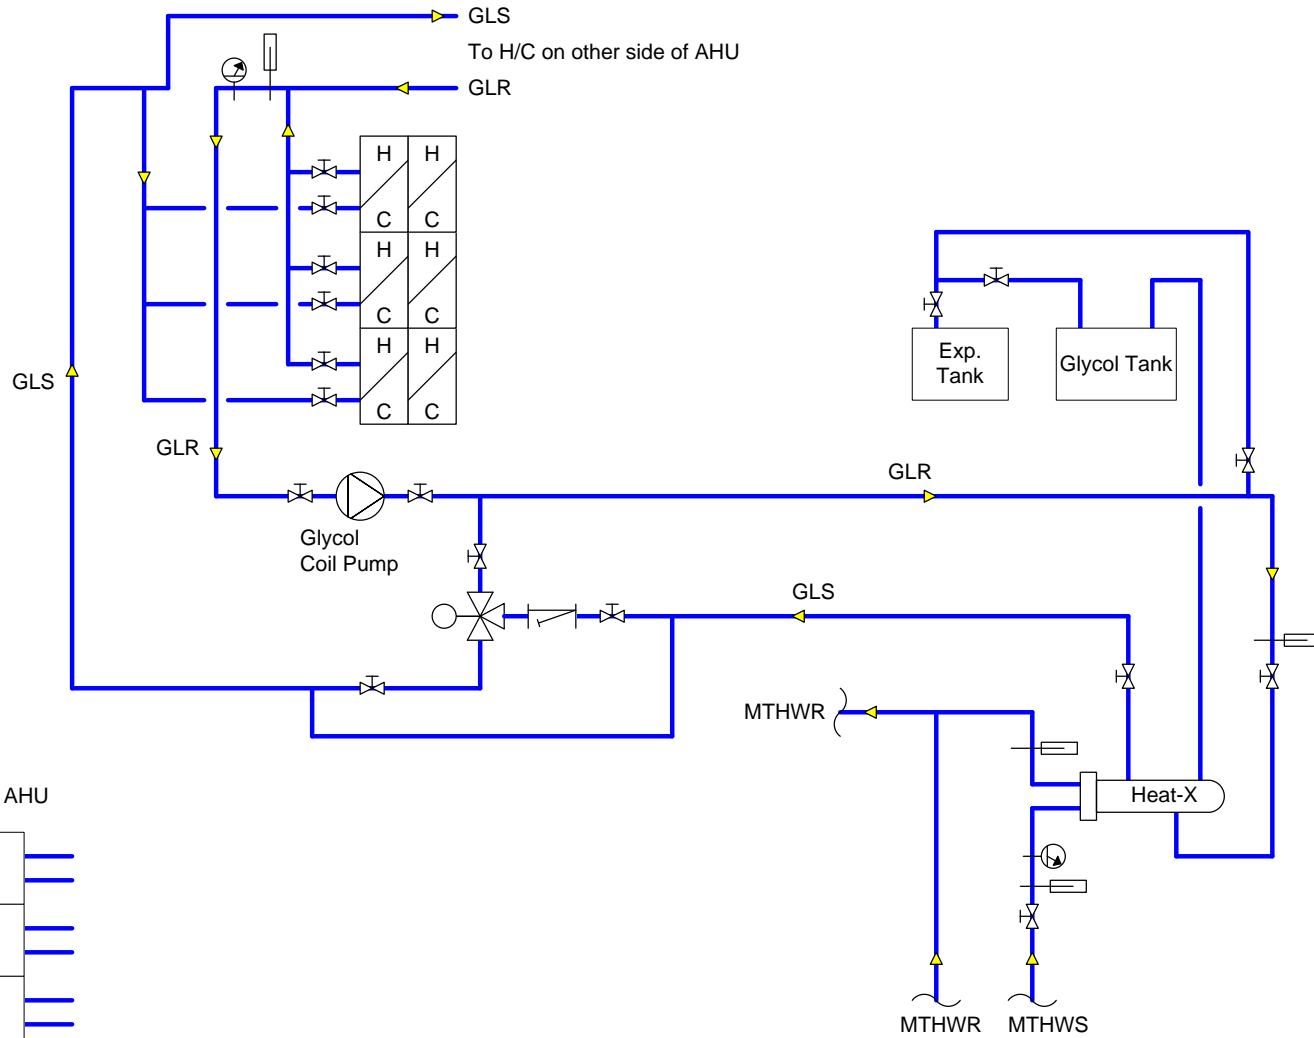 GLS
To H/C on other side of AHU
GLR
H H
C C
H H
C C
H H
C C
GLS
GLR
Exp.
Tank
Glycol Tank
GLR
Glycol
Coil Pump
GLS
MTHWR
AHU
Heat-X
MTHWR
MTHWS